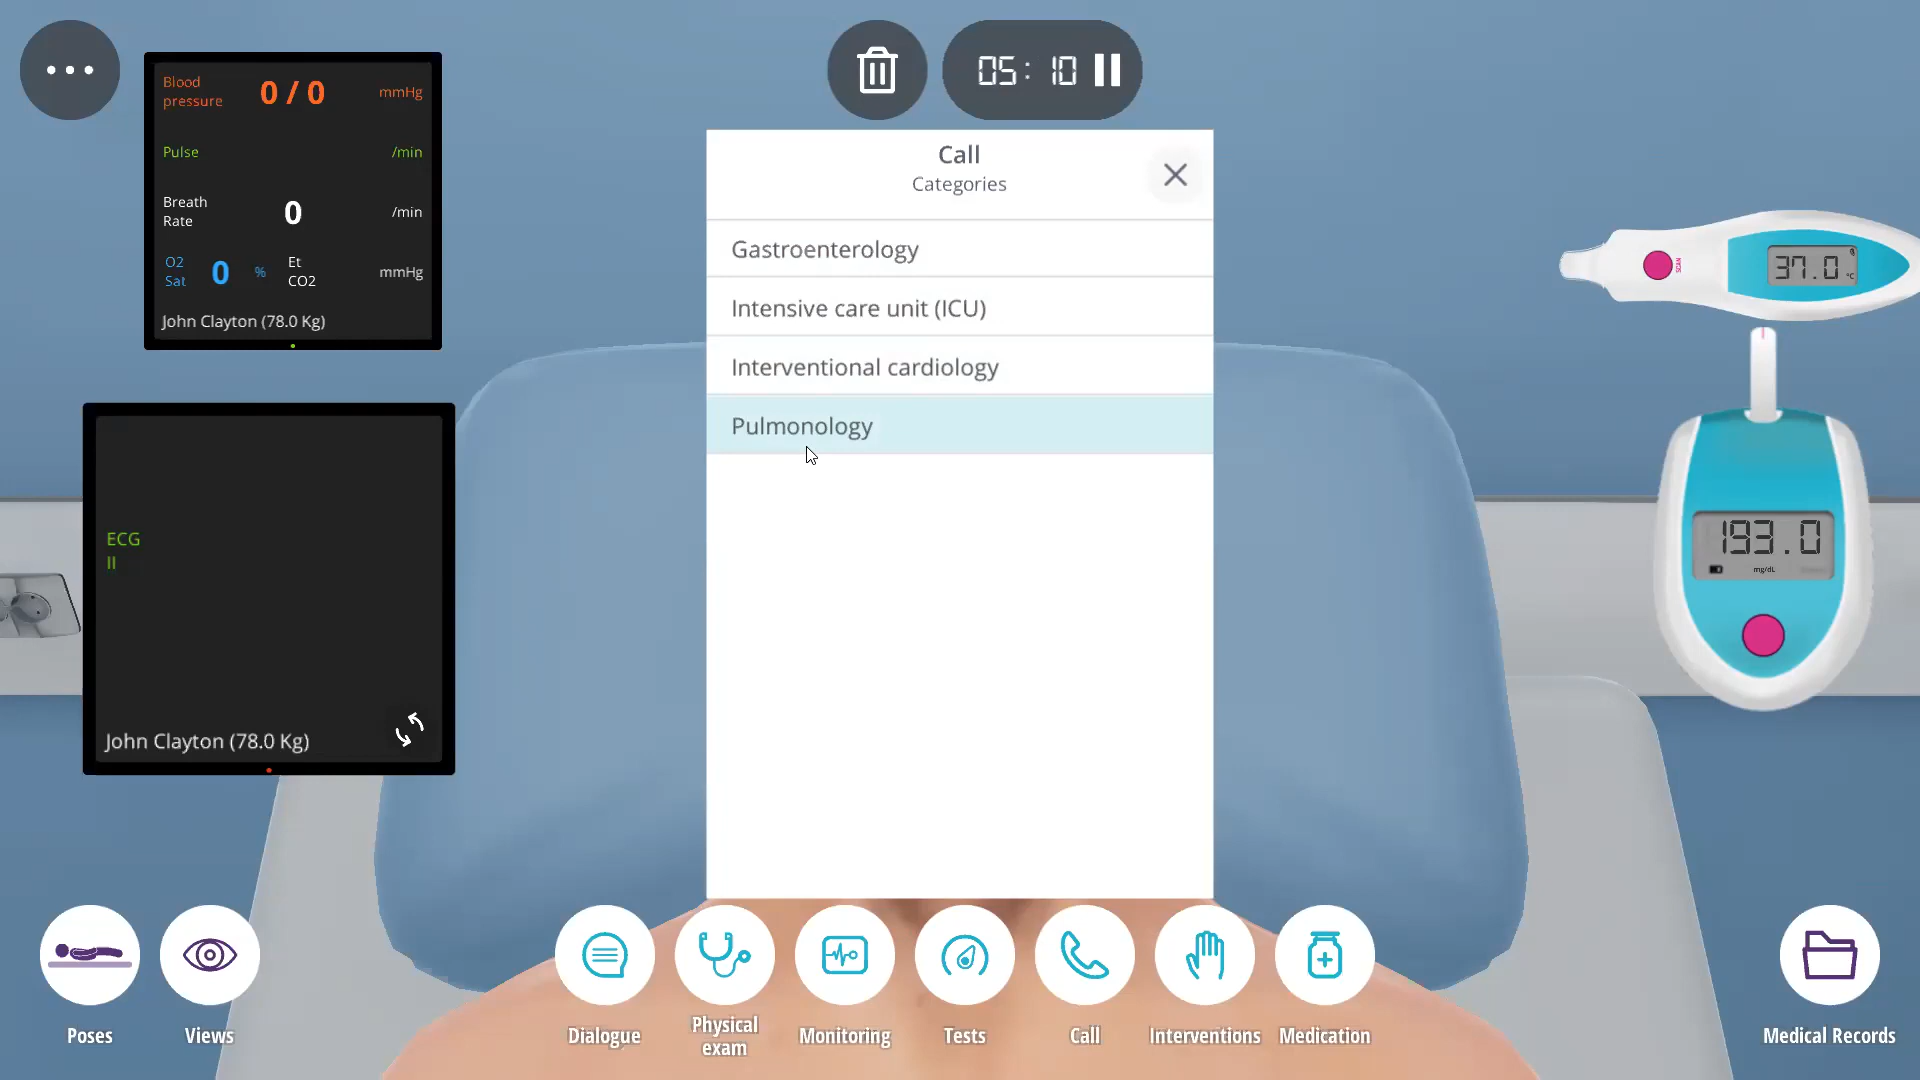 Blood
pressure
0 / 0
mmHg
Pulse
/min
Breath
Rate
0
/min
O2
Sat
0
%
Et
CO2
mmHg
John Clayton (78.0 Kg)
ECG
II
John Clayton (78.0 Kg)
05: 10
Call
Categories
Gastroenterology
Intensive care unit (ICU)
Interventional cardiology
Pulmonology
SCAN
37.0
°C
193.0
mg/dL
Poses
Views
Dialogue
Physical
exam
Monitoring
Tests
Call
Interventions
Medication
Medical Records